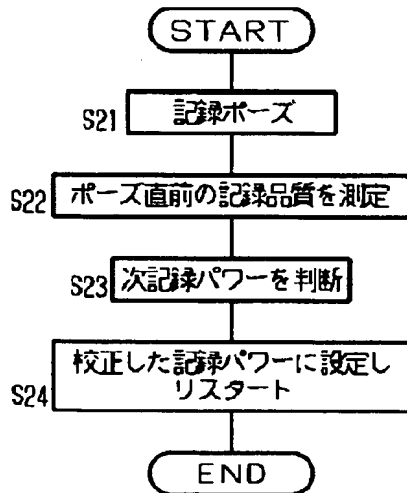 START
S21 記録ポーズ
S22 ポーズ直前の記録品質を測定
S23 次記録パワーを判断
校正した記録パワーに設定し
S24 リスタート
END